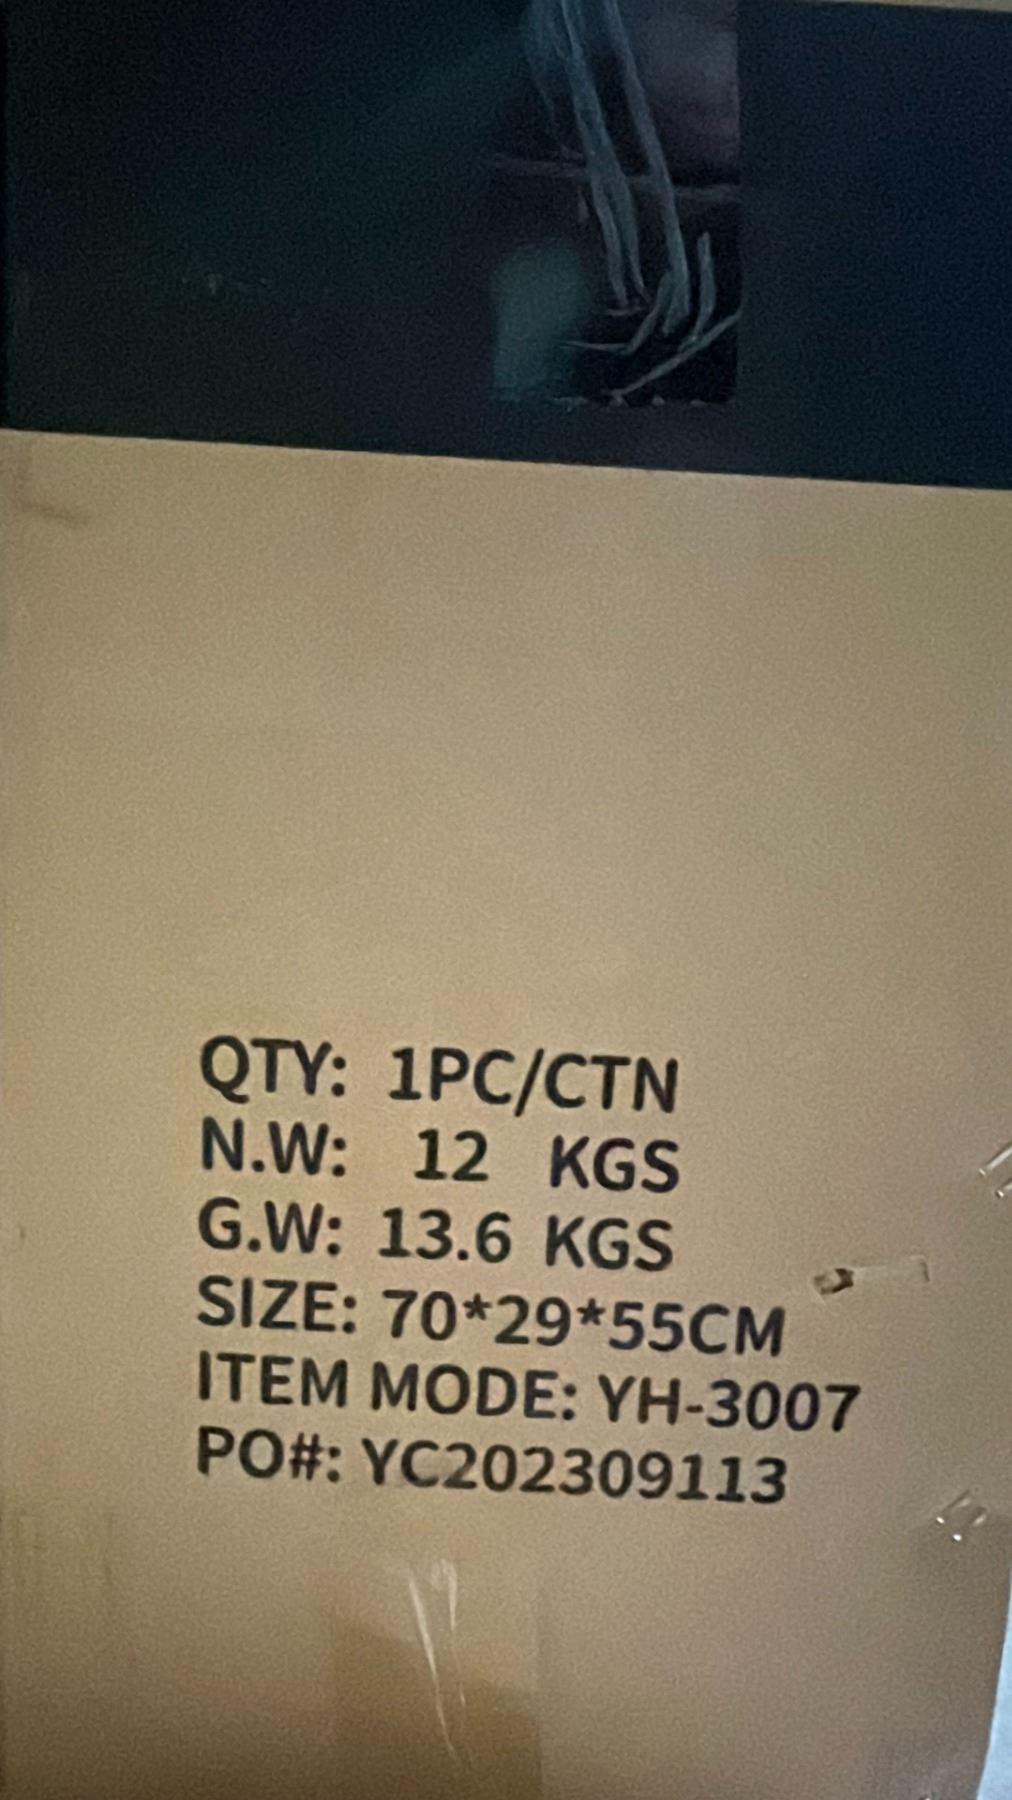 QTY: 1PC/CTN
N.W: 12 KGS
G.W: 13.6 KGS
SIZE: 70*29*55CM
ITEM MODE: YH-3007
PO#: YC202309113